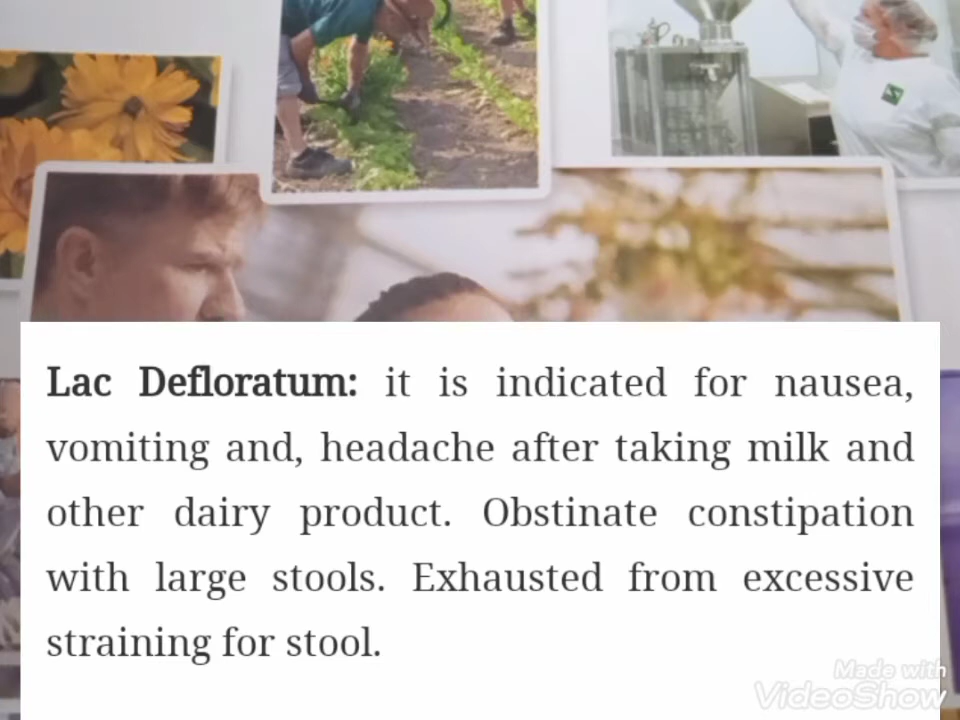 Lac Defloratum: it is indicated for nausea,
vomiting and, headache after taking milk and
other dairy product. Obstinate constipation
with large stools. Exhausted from excessive
straining for stool.
Made with
VideoShow